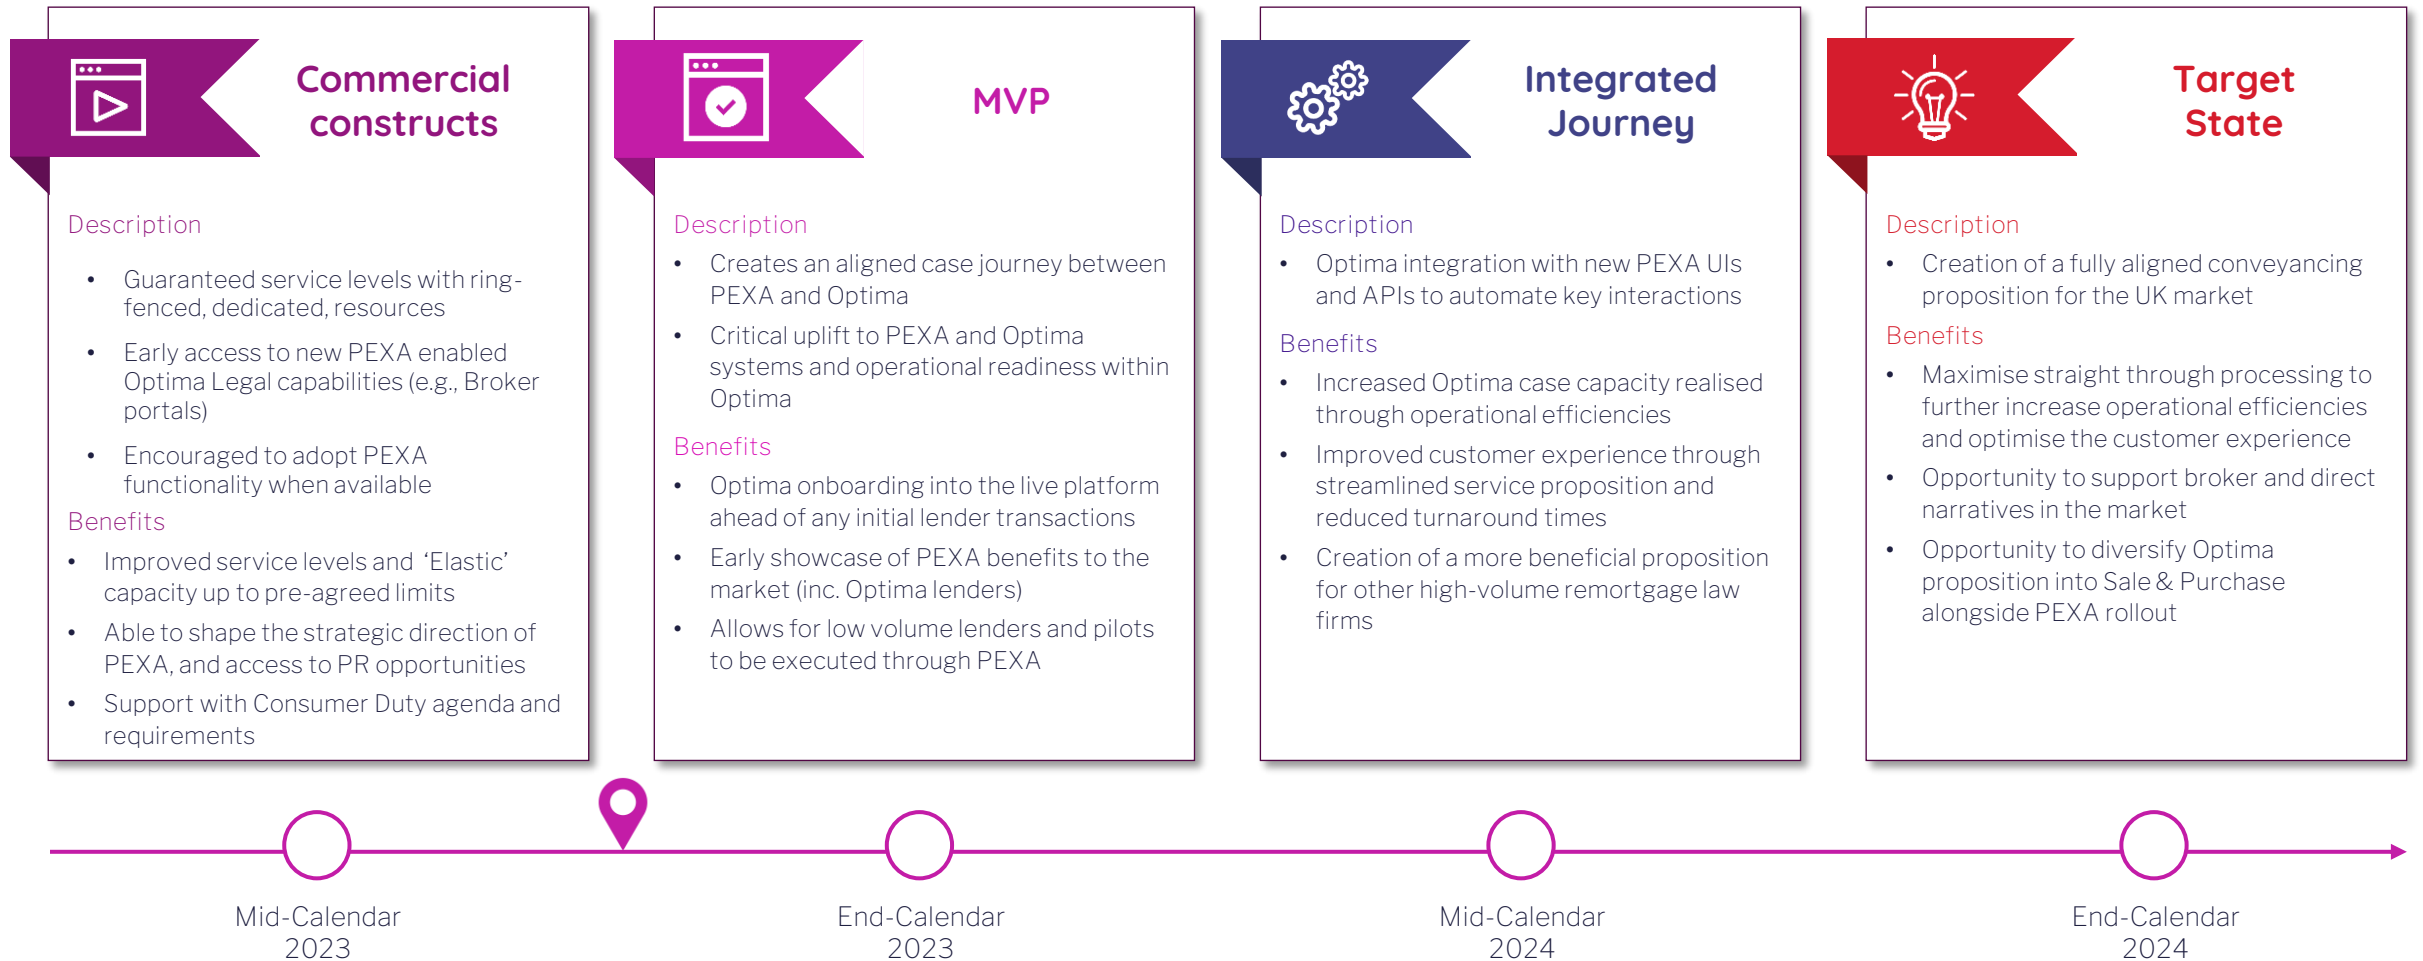 Commercial
constructs
Description
• Guaranteed service levels with ring-
fenced, dedicated, resources
• Early access to new PEXA enabled
Optima Legal capabilities (e.g., Broker
portals)
• Encouraged to adopt PEXA
functionality when available
Benefits
• Improved service levels and ‘Elastic’
capacity up to pre-agreed limits
• Able to shape the strategic direction of
PEXA, and access to PR opportunities
• Support with Consumer Duty agenda and
requirements
MVP
Description
• Creates an aligned case journey between
PEXA and Optima
• Critical uplift to PEXA and Optima
systems and operational readiness within
Optima
Benefits
• Optima onboarding into the live platform
ahead of any initial lender transactions
• Early showcase of PEXA benefits to the
market (inc. Optima lenders)
• Allows for low volume lenders and pilots
to be executed through PEXA
Integrated
Journey
Description
• Optima integration with new PEXA UIs
and APIs to automate key interactions
Benefits
• Increased Optima case capacity realised
through operational efficiencies
• Improved customer experience through
streamlined service proposition and
reduced turnaround times
• Creation of a more beneficial proposition
for other high-volume remortgage law
firms
Target
State
Description
• Creation of a fully aligned conveyancing
proposition for the UK market
Benefits
• Maximise straight through processing to
further increase operational efficiencies
and optimise the customer experience
• Opportunity to support broker and direct
narratives in the market
• Opportunity to diversify Optima
proposition into Sale & Purchase
alongside PEXA rollout
Mid-Calendar
2023
End-Calendar
2023
Mid-Calendar
2024
End-Calendar
2024